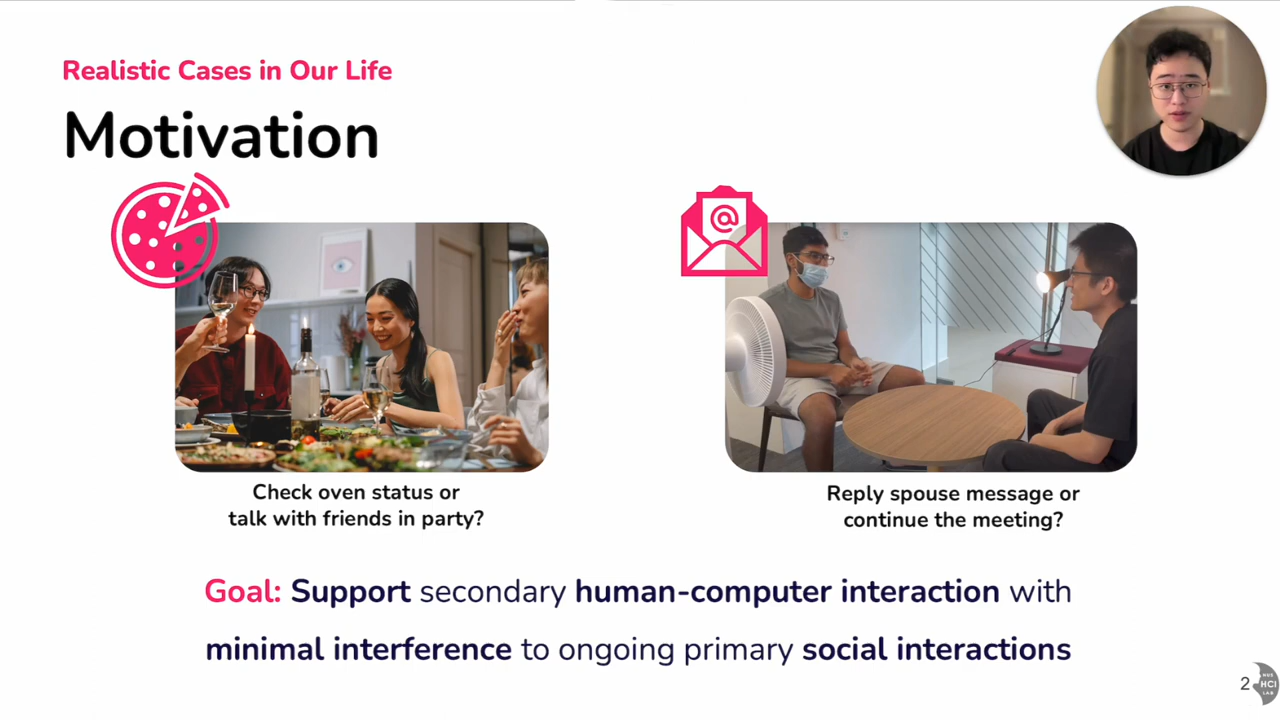 Realistic Cases in Our Life
Motivation
@
Check oven status or
talk with friends in party?
Reply spouse message or
continue the meeting?
Goal: Support secondary human-computer interaction with
minimal interference to ongoing primary social interactions
2
NUS
HCI
LAB